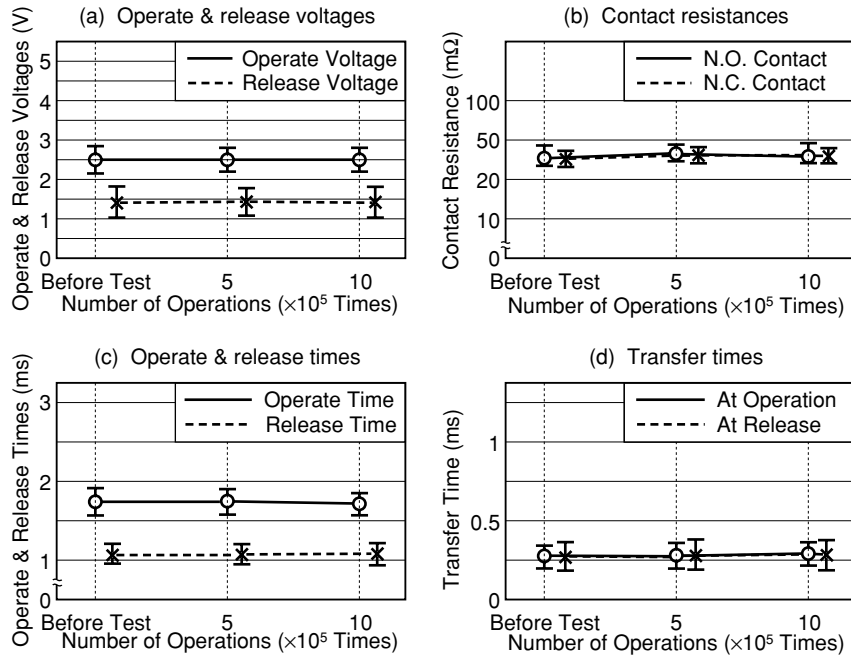 (a) Operate & release voltages
Operate & Release Voltages (V)
5
4
3
2
1
0
Operate Voltage
Release Voltage
Before Test 5 10
Number of Operations (×10⁵ Times)
(b) Contact resistances
Contact Resistance (mΩ)
100
50
20
10
0
N.O. Contact
N.C. Contact
Before Test 5 10
Number of Operations (×10⁵ Times)
(c) Operate & release times
Operate & Release Times (ms)
3
2
1
0
Operate Time
Release Time
Before Test 5 10
Number of Operations (×10⁵ Times)
(d) Transfer times
Transfer Time (ms)
1
0.5
0
At Operation
At Release
Before Test 5 10
Number of Operations (×10⁵ Times)